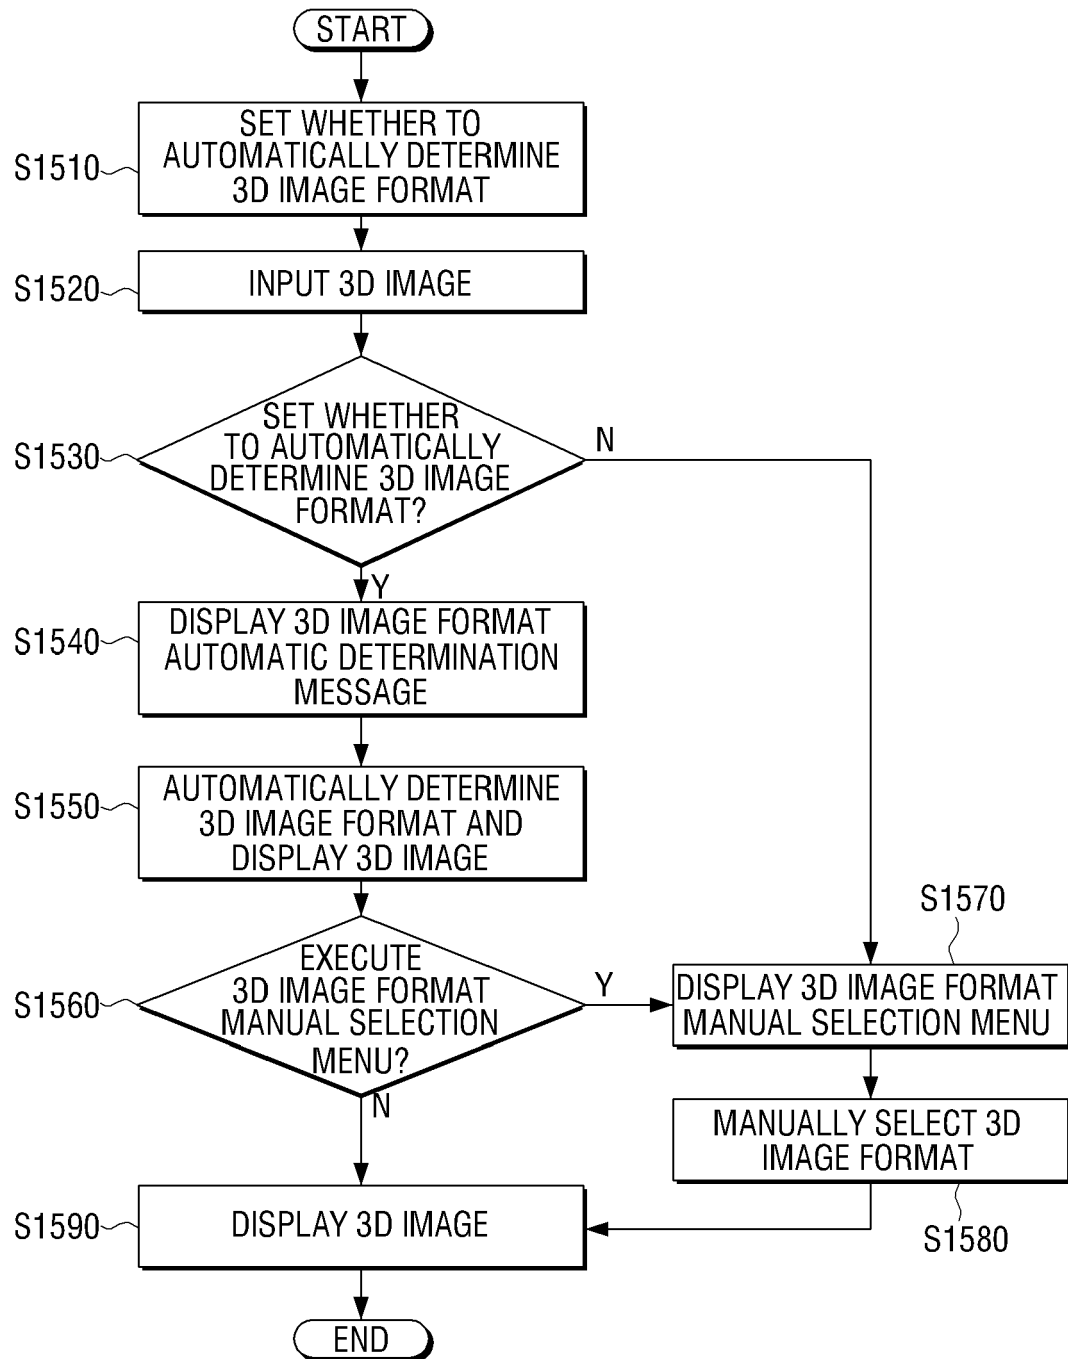 START
SET WHETHER TO
AUTOMATICALLY DETERMINE
3D IMAGE FORMAT
S1510
INPUT 3D IMAGE
S1520
SET WHETHER
TO AUTOMATICALLY
DETERMINE 3D IMAGE
FORMAT?
S1530
N
Y
DISPLAY 3D IMAGE FORMAT
AUTOMATIC DETERMINATION
MESSAGE
S1540
AUTOMATICALLY DETERMINE
3D IMAGE FORMAT AND
DISPLAY 3D IMAGE
S1550
EXECUTE
3D IMAGE FORMAT
MANUAL SELECTION
MENU?
S1560
Y
N
S1570
DISPLAY 3D IMAGE FORMAT
MANUAL SELECTION MENU
MANUALLY SELECT 3D
IMAGE FORMAT
S1580
DISPLAY 3D IMAGE
S1590
END